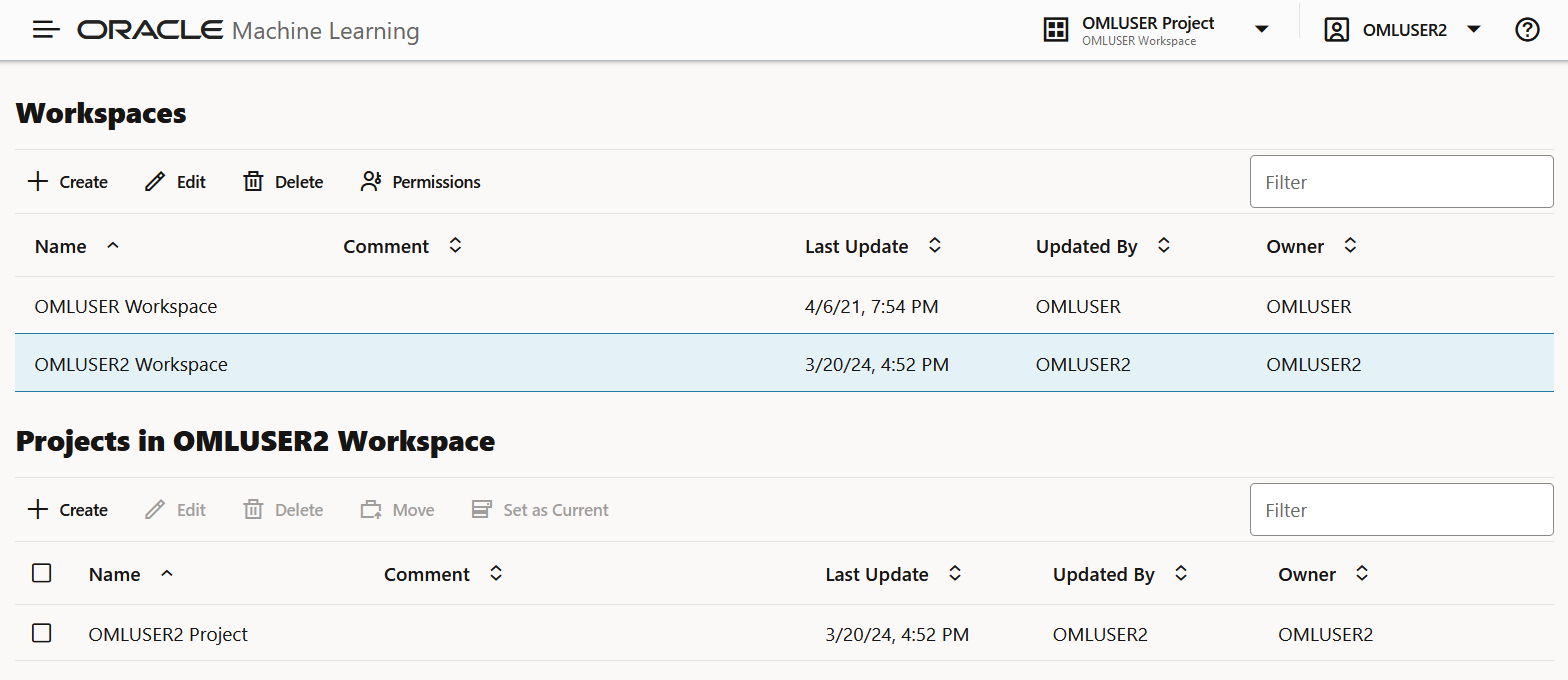 ORACLE Machine Learning
OMLUSER Project
OMLUSER Workspace
OMLUSER2
Workspaces
Create Edit Delete Permissions Filter
Name Comment Last Update Updated By Owner
OMLUSER Workspace 4/6/21, 7:54 PM OMLUSER OMLUSER
OMLUSER2 Workspace 3/20/24, 4:52 PM OMLUSER2 OMLUSER2
Projects in OMLUSER2 Workspace
Create Edit Delete Move Set as Current Filter
Name Comment Last Update Updated By Owner
OMLUSER2 Project 3/20/24, 4:52 PM OMLUSER2 OMLUSER2